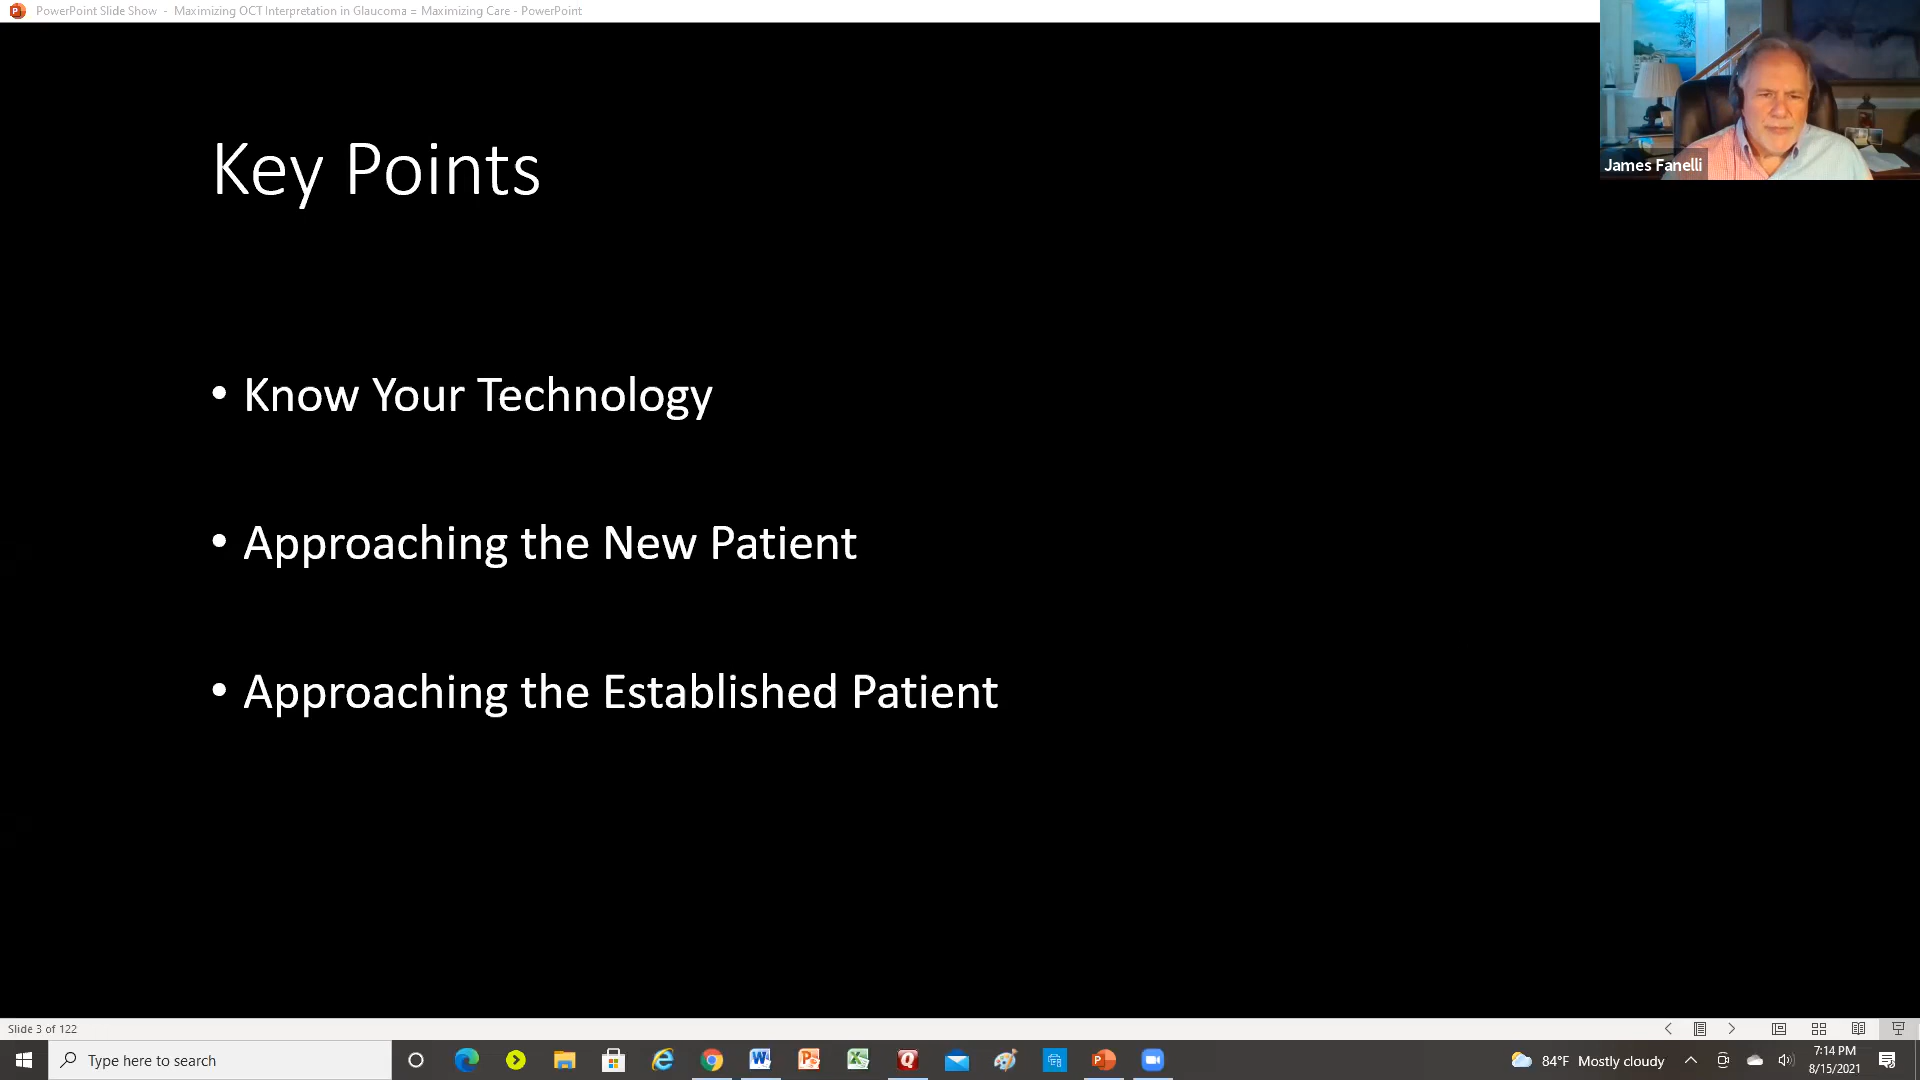 PowerPoint Slide Show - Maximizing OCT Interpretation in Glaucoma = Maximizing Care - PowerPoint
James Fanelli
Key Points
• Know Your Technology
• Approaching the New Patient
• Approaching the Established Patient
Slide 3 of 122
Type here to search
84°F Mostly cloudy
7:14 PM
8/15/2021